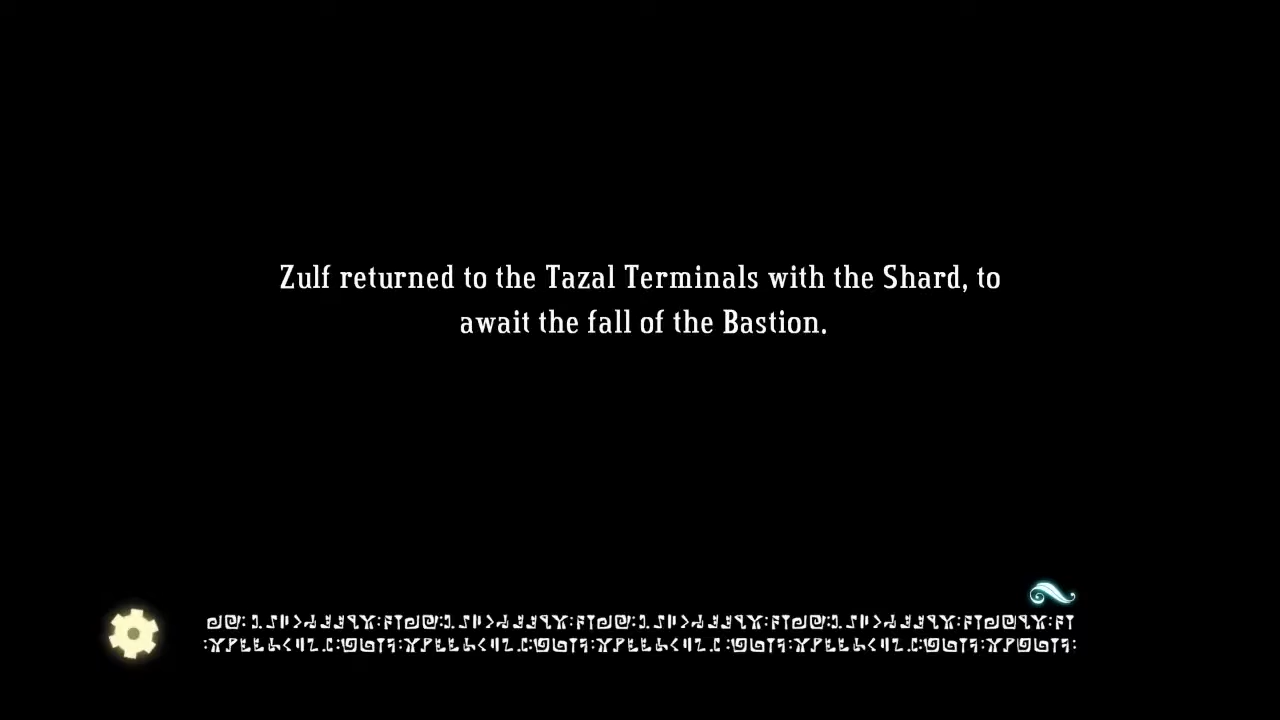 Zulf returned to the Tazal Terminals with the Shard, to
await the fall of the Bastion.